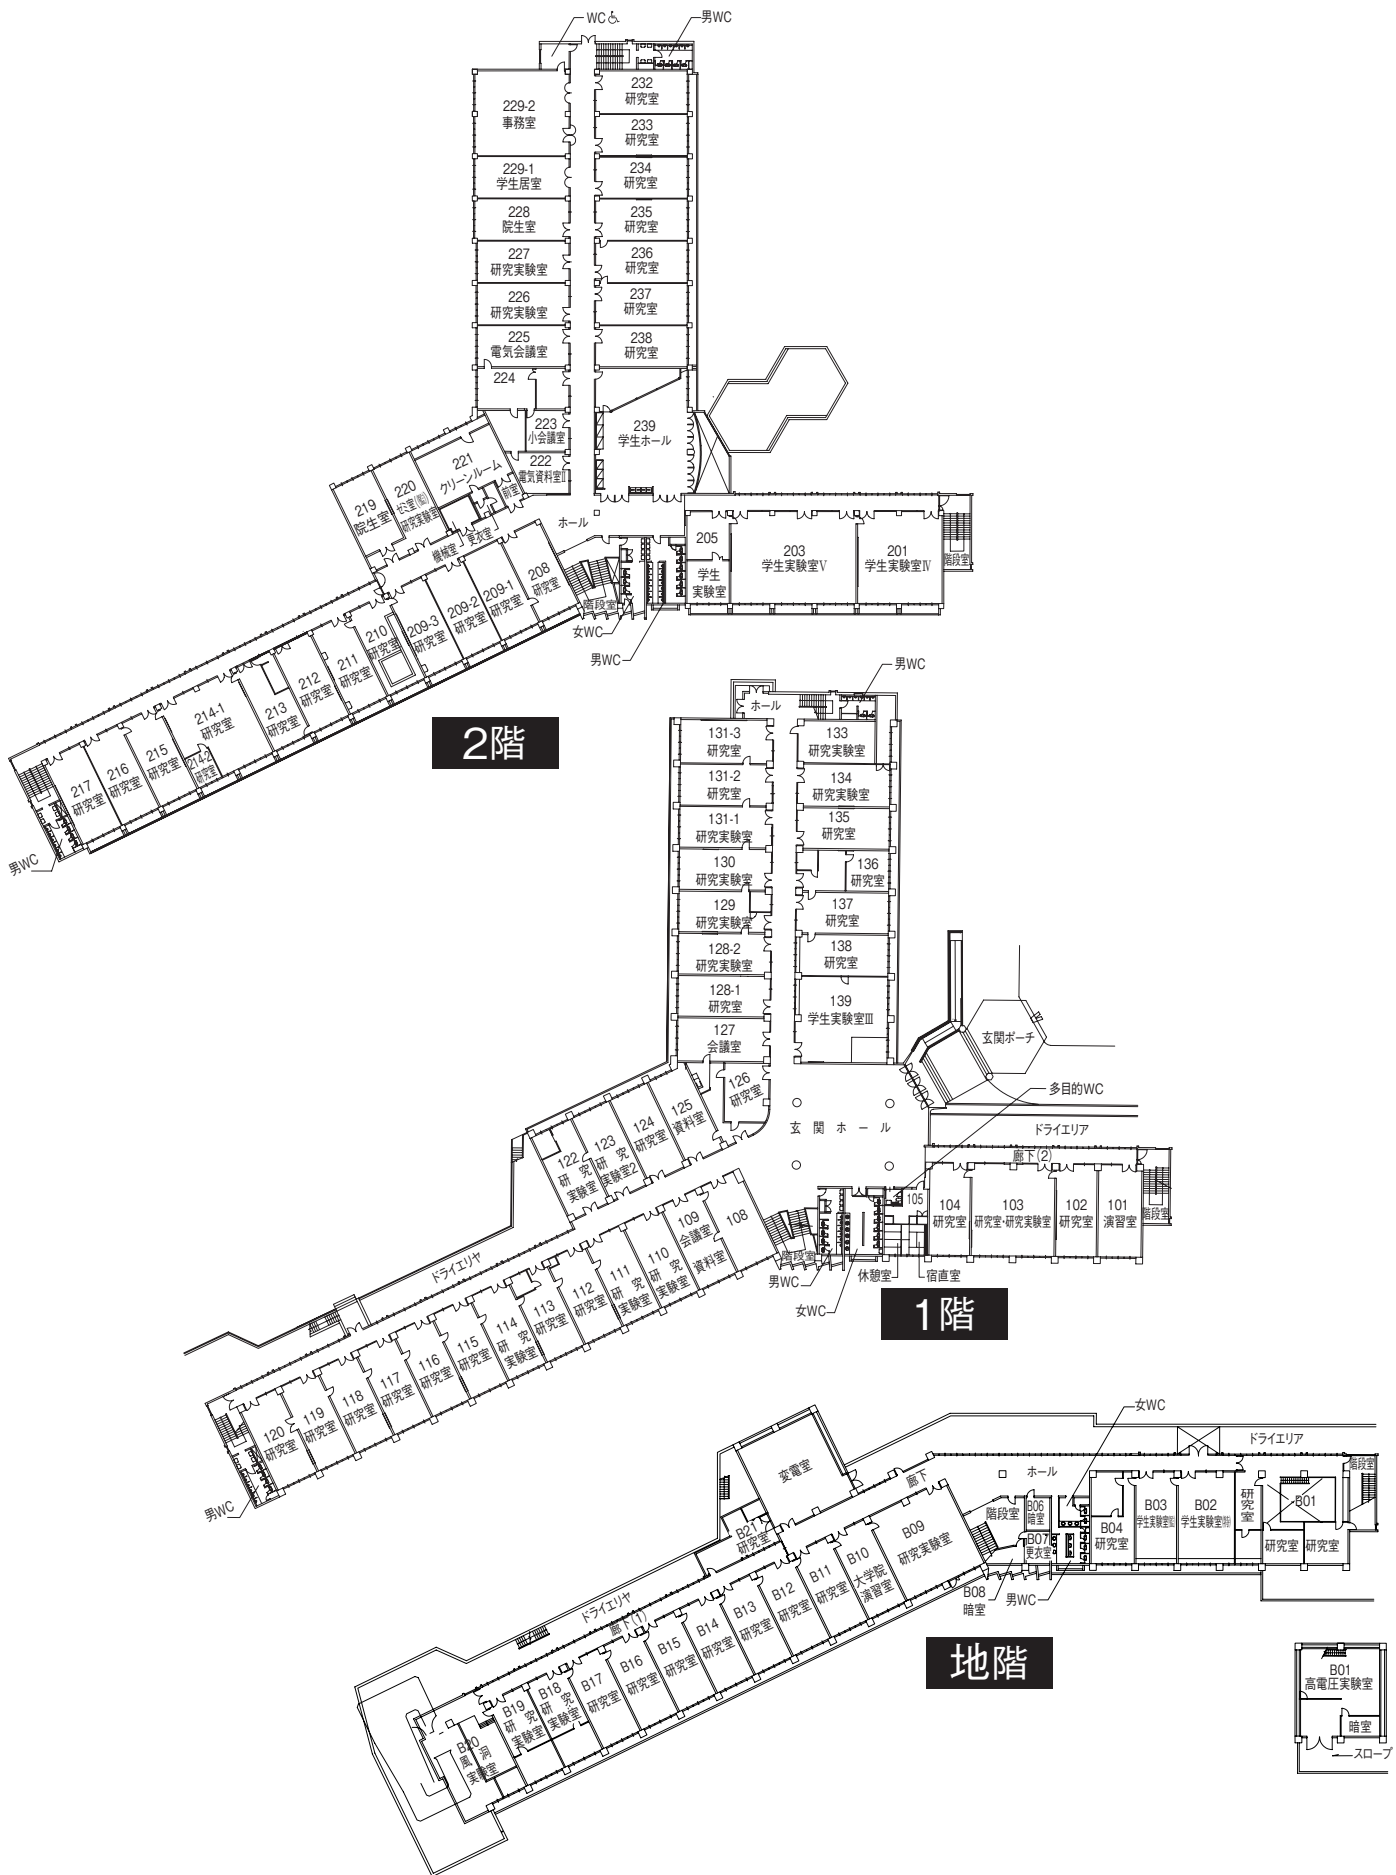 WC
男WC
229-2
事務室
232
研究室
233
研究室
229-1
学生居室
234
研究室
228
院生室
235
研究室
227
研究実験室
236
研究室
226
研究実験室
237
研究室
225
電気会議室
238
研究室
224
223
小会議室
239
学生ホール
222
電気資料室Ⅱ
221
クリーンルーム
前室
220
研究実験室
219
院生室
機械室
更衣室
ホール
205
学生
実験室
203
学生実験室Ⅴ
201
学生実験室Ⅳ
階段室
階段室
女WC
男WC
208
研究室
209-1
研究室
209-2
研究室
209-3
研究室
210
研究室
211
研究室
212
研究室
213
研究室
214-1
研究室
214-2
研究室
215
研究室
216
研究室
217
研究室
男WC
2階
男WC
ホール
131-3
研究室
133
研究実験室
131-2
研究室
134
研究実験室
131-1
研究実験室
135
研究室
130
研究実験室
136
研究室
129
研究実験室
137
研究室
128-2
研究実験室
138
研究室
128-1
研究室
139
学生実験室Ⅲ
127
会議室
126
研究室
玄関ポーチ
多目的WC
玄関ホール
ドライエリア
廊下(2)
125
資料室
124
研究室
123
研究
実験室2
122
研究
実験室
105
104
研究室
103
研究室・研究実験室
102
研究室
101
演習室
階段室
階段室
男WC
女WC
休憩室
宿直室
ドライエリヤ
108
109
会議室
資料室
110
研究
実験室
111
研究
実験室
112
研究室
113
研究室
114
研究
実験室
115
研究室
116
研究室
117
研究室
118
研究室
119
研究室
120
研究室
男WC
1階
女WC
ドライエリア
変電室
廊下
ホール
階段室
階段室
B06
暗室
B07
更衣室
B08
暗室
男WC
B04
研究室
B03
B02
研究室
B01
研究室
研究室
B21
研究室
B09
研究実験室
B10
大学院
演習室
B11
研究室
B12
研究室
B13
研究室
B14
研究室
B15
研究室
B16
研究室
B17
研究室
B18
研究
実験室
B19
研究
実験室
B20
風洞
実験室
ドライエリヤ
廊下(1)
地階
B01
高電圧実験室
暗室
スロープ